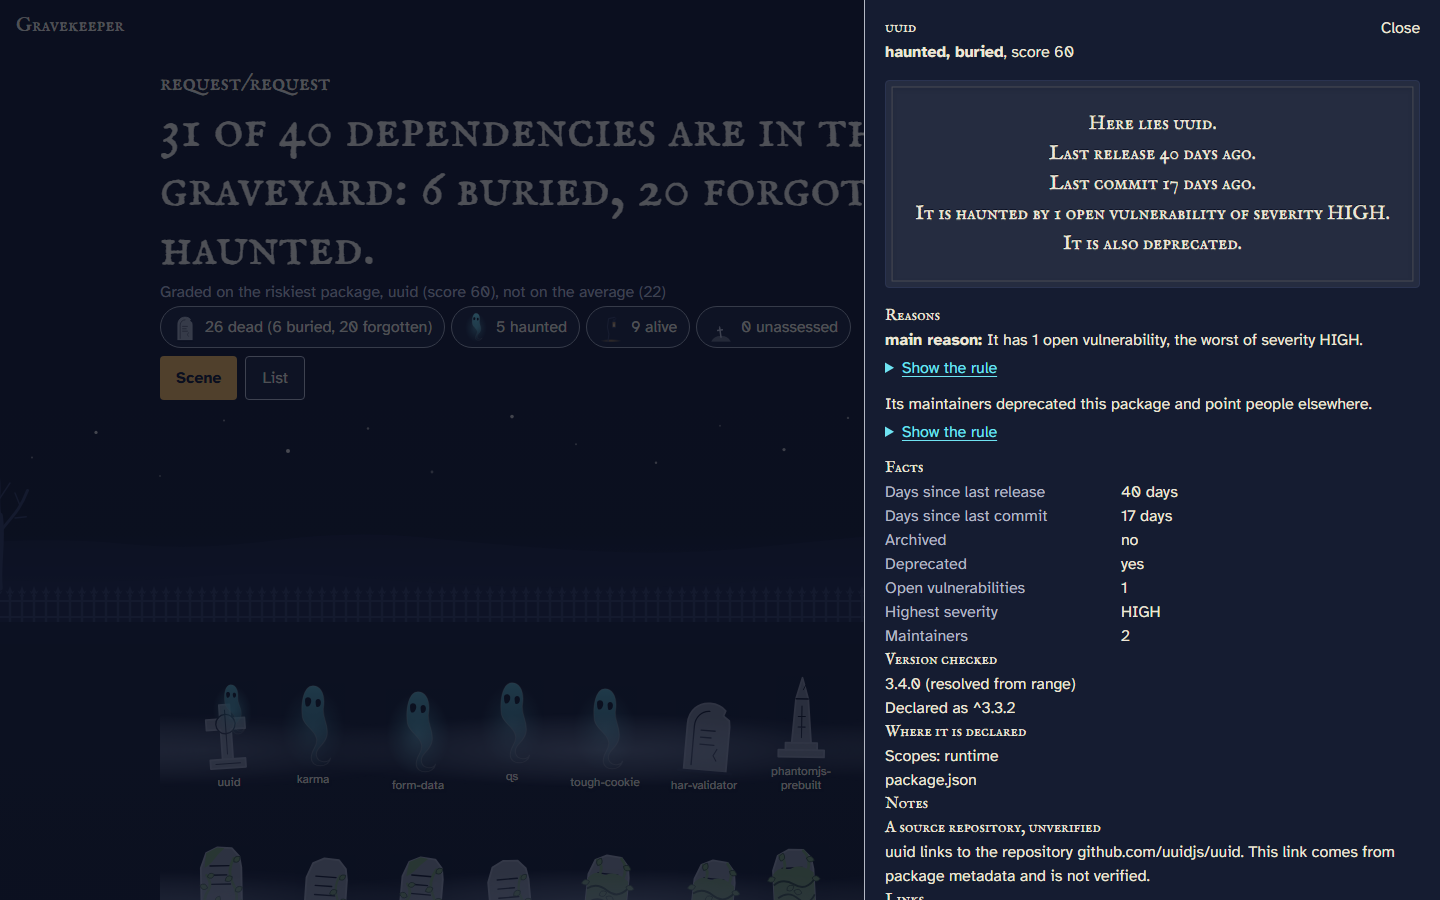 Gravekeeper
request/request
31 of 40 dependencies are in th
graveyard: 6 buried, 20 forgot
haunted.
Graded on the riskiest package, uuid (score 60), not on the average (22)
26 dead (6 buried, 20 forgotten)
5 haunted
9 alive
0 unassessed
Scene
List
uuid
karma
form-data
qs
tough-cookie
har-validator
phantomjs-
prebuilt
uuid
Close
haunted, buried, score 60
Here lies uuid.
Last release 40 days ago.
Last commit 17 days ago.
It is haunted by 1 open vulnerability of severity HIGH.
It is also deprecated.
Reasons
main reason: It has 1 open vulnerability, the worst of severity HIGH.
Show the rule
Its maintainers deprecated this package and point people elsewhere.
Show the rule
Facts
Days since last release 40 days
Days since last commit 17 days
Archived no
Deprecated yes
Open vulnerabilities 1
Highest severity HIGH
Maintainers 2
Version checked
3.4.0 (resolved from range)
Declared as ^3.3.2
Where it is declared
Scopes: runtime
package.json
Notes
A source repository, unverified
uuid links to the repository github.com/uuidjs/uuid. This link comes from
package metadata and is not verified.
Links